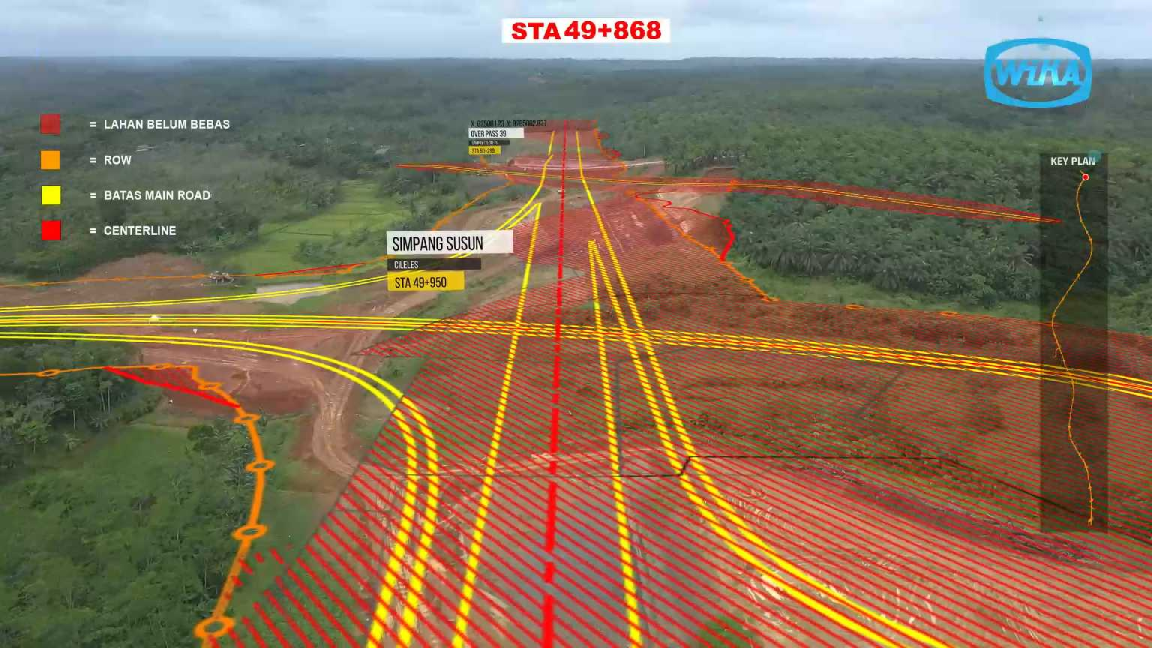 STA 49+868
WIKA
= LAHAN BELUM BEBAS
= ROW
= BATAS MAIN ROAD
= CENTERLINE
OVER PASS 39
KEY PLAN
SIMPANG SUSUN
CILELES
STA 49+950